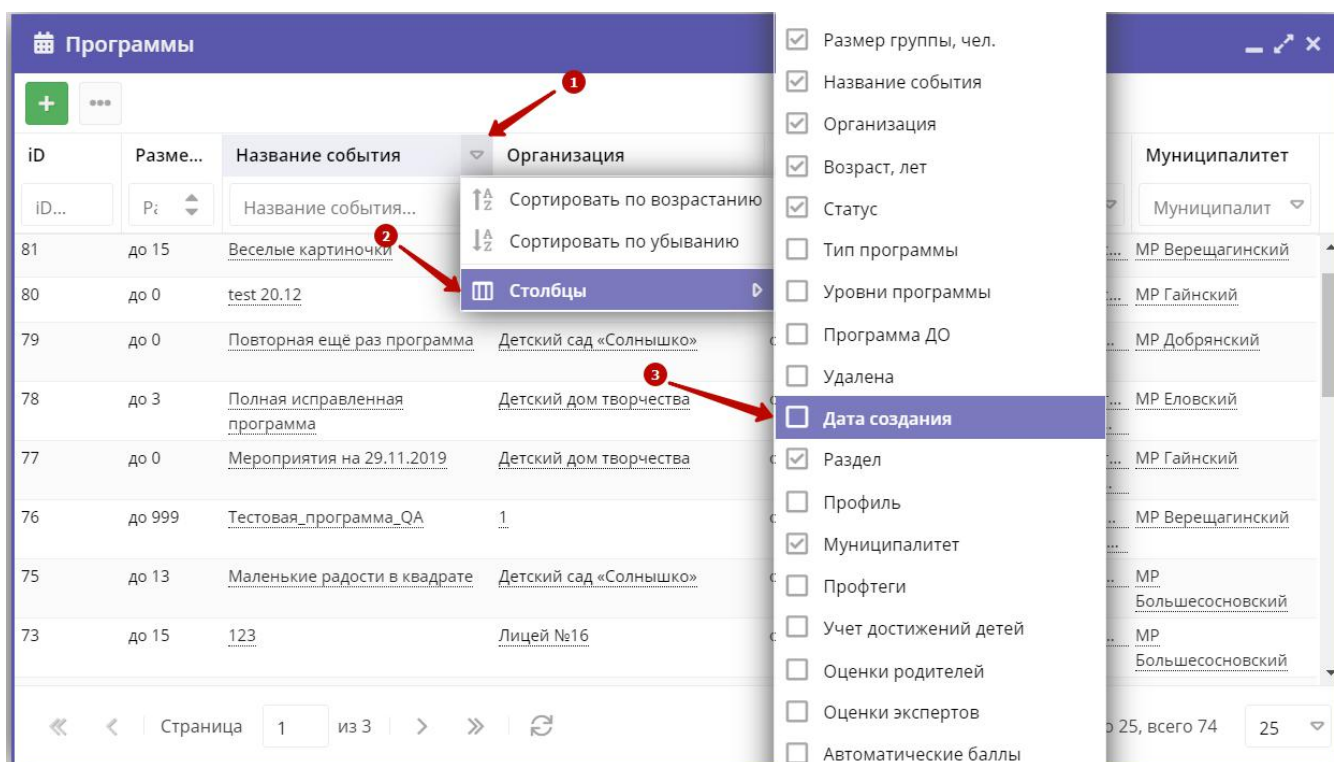 Программы
1
iD
Разме...
Название события
Организация
Муниципалитет
iD...
Название события...
Муниципалит
Сортировать по возрастанию
Сортировать по убыванию
2
Столбцы
81
до 15
Веселые картиночки
МР Верещагинский
80
до 0
test 20.12
МР Гайнский
79
до 0
Повторная ещё раз программа
Детский сад «Солнышко»
МР Добрянский
3
78
до 3
Полная исправленная
программа
Детский дом творчества
МР Еловский
77
до 0
Мероприятия на 29.11.2019
Детский дом творчества
МР Гайнский
76
до 999
Тестовая_программа_QA
1
МР Верещагинский
75
до 13
Маленькие радости в квадрате
Детский сад «Солнышко»
МР
Большесосновский
73
до 15
123
Лицей №16
МР
Большесосновский
Размер группы, чел.
Название события
Организация
Возраст, лет
Статус
Тип программы
Уровни программы
Программа ДО
Удалена
Дата создания
Раздел
Профиль
Муниципалитет
Профтеги
Учет достижений детей
Оценки родителей
Оценки экспертов
Автоматические баллы
Страница 1 из 3
25, всего 74
25